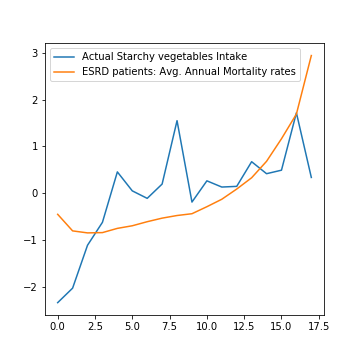 Actual Starchy vegetables Intake
ESRD patients: Avg. Annual Mortality rates
3
2
1
0
−1
−2
0.0 2.5 5.0 7.5 10.0 12.5 15.0 17.5